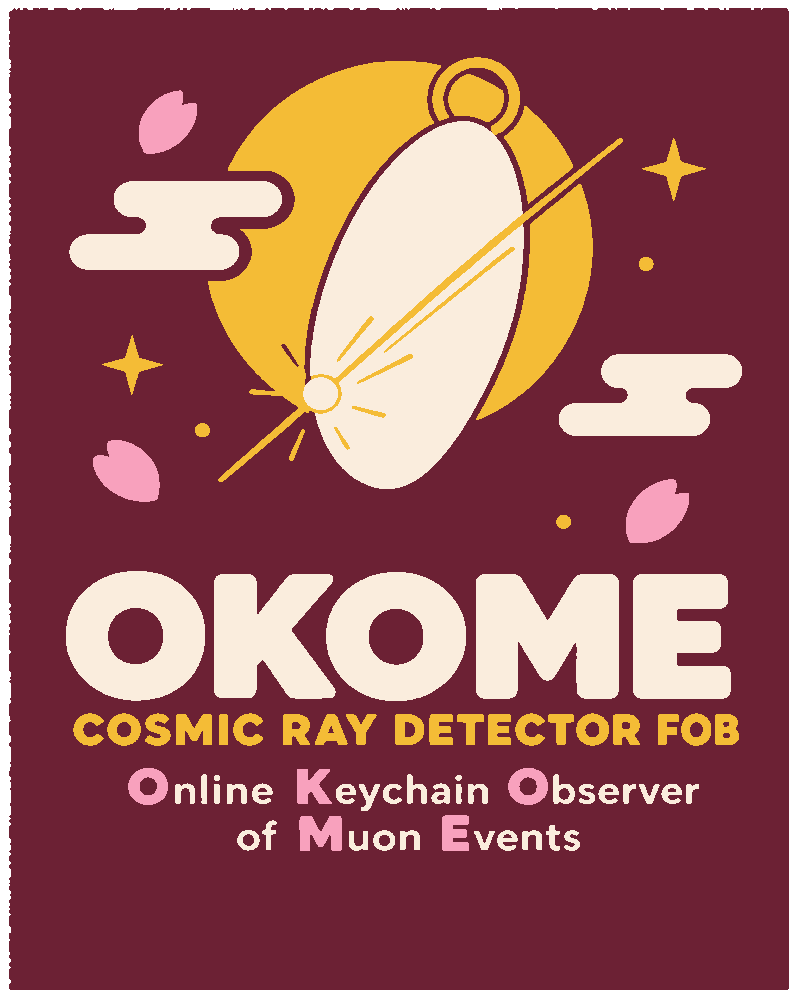 OKOME
COSMIC RAY DETECTOR FOB
Online Keychain Observer
of Muon Events